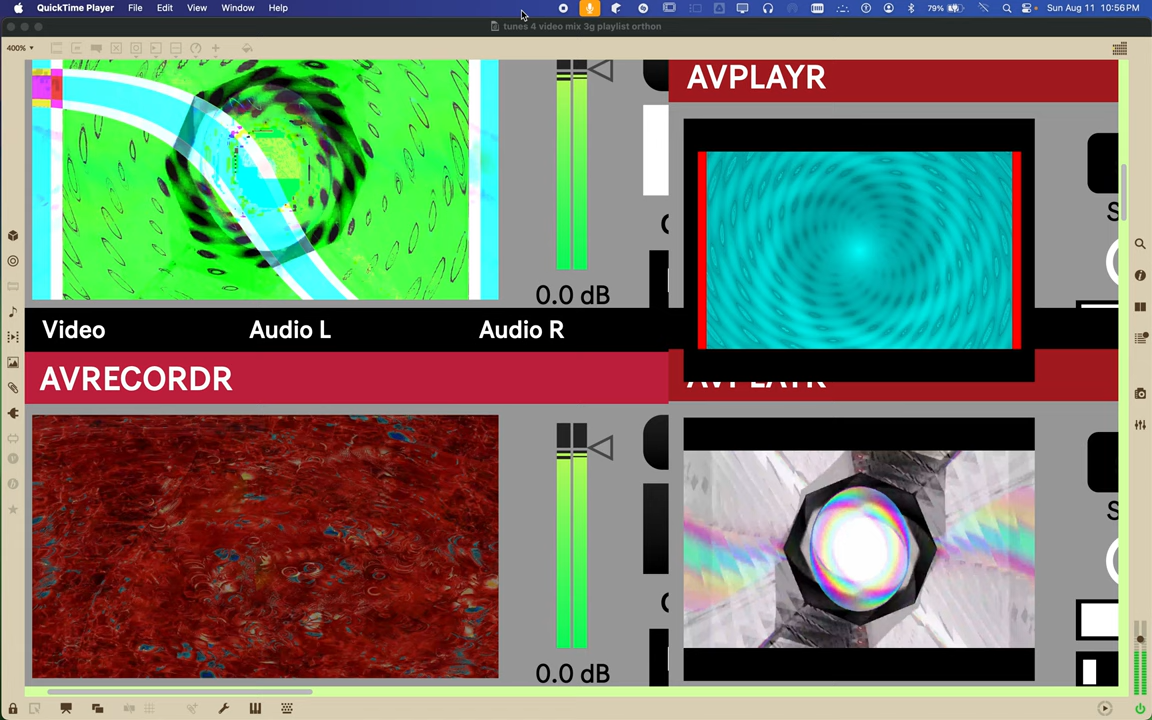 QuickTime Player File Edit View Window Help 79% Sun Aug 11 10:56 PM
tunes 4 video mix 3g playlist orthon
400%
AVPLAYR
0.0 dB
Video Audio L Audio R
AVRECORDR
AVPLAYR
0.0 dB